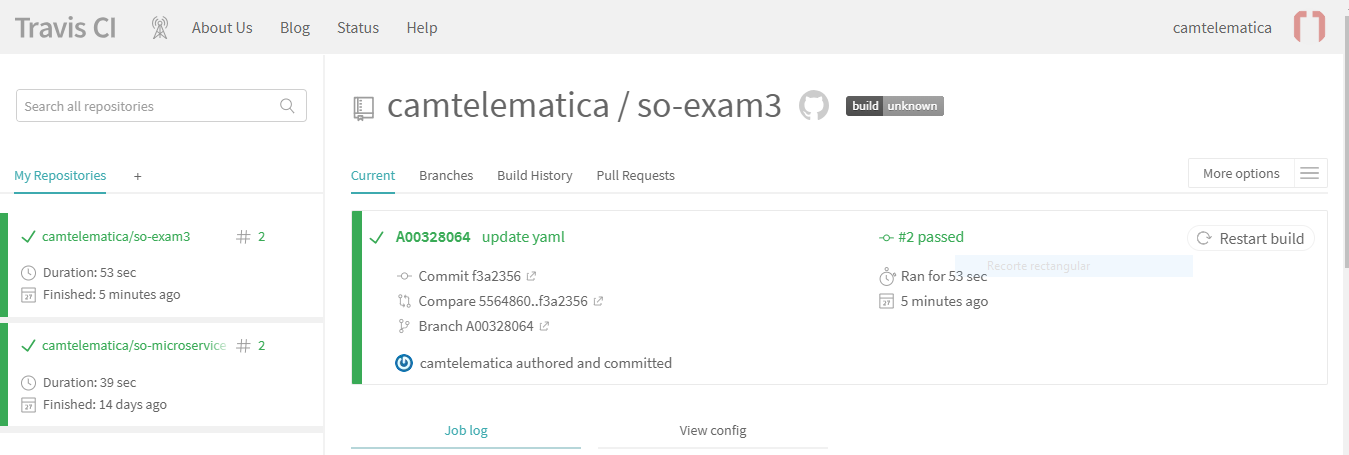 Travis CI About Us Blog Status Help camtelematica
Search all repositories
camtelematica / so-exam3 build unknown
My Repositories +
Current Branches Build History Pull Requests More options
camtelematica/so-exam3 # 2
Duration: 53 sec
Finished: 5 minutes ago
camtelematica/so-microservice # 2
Duration: 39 sec
Finished: 14 days ago
A00328064 update yaml #2 passed Restart build
Recorte rectangular
Commit f3a2356 Ran for 53 sec
Compare 5564860..f3a2356 5 minutes ago
Branch A00328064
camtelematica authored and committed
Job log View config